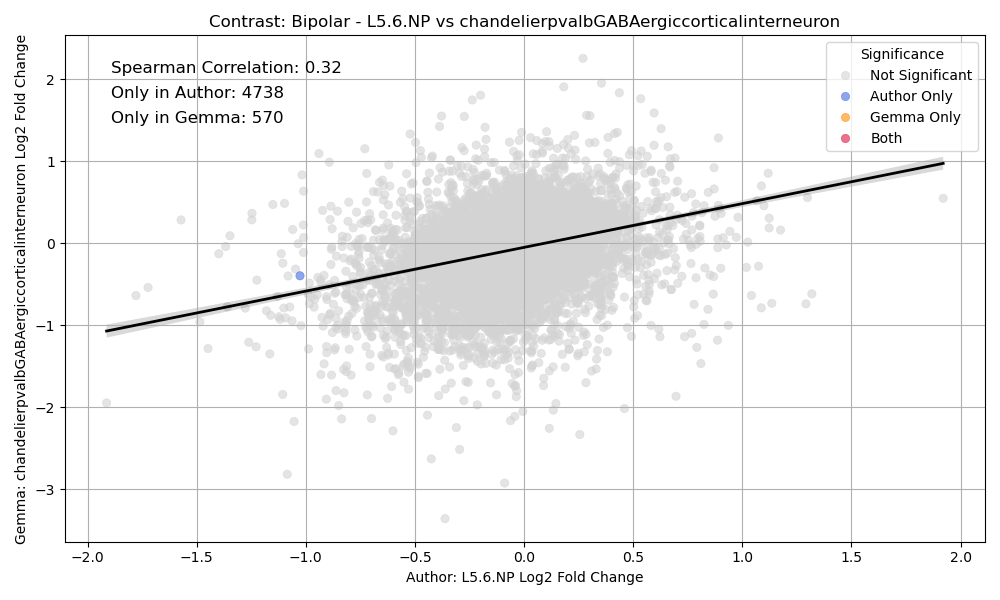 Contrast: Bipolar - L5.6.NP vs chandelierpvalbGABAergiccorticalinterneuron
Gemma: chandelierpvalbGABAergiccorticalinterneuron Log2 Fold Change
Spearman Correlation: 0.32
Only in Author: 4738
Only in Gemma: 570
Significance
Not Significant
Author Only
Gemma Only
Both
2
1
0
−1
−2
−3
−2.0
−1.5
−1.0
−0.5
0.0
0.5
1.0
1.5
2.0
Author: L5.6.NP Log2 Fold Change